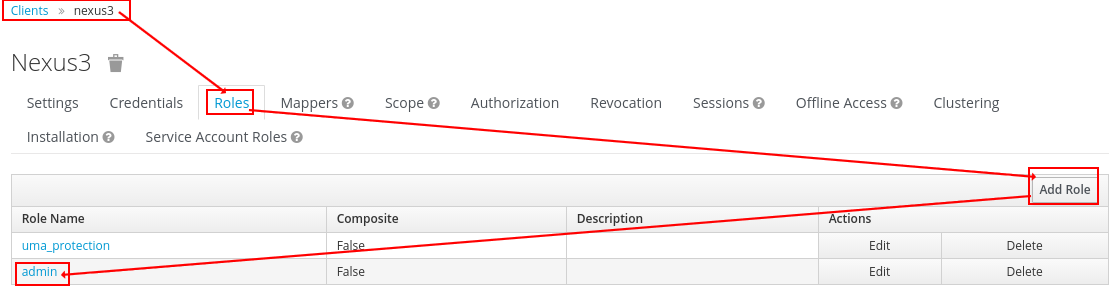 Clients » nexus3
Nexus3
Settings Credentials Roles Mappers ? Scope ? Authorization Revocation Sessions ? Offline Access ? Clustering
Installation ? Service Account Roles ?
Add Role
Role Name Composite Description Actions
uma_protection False Edit Delete
admin False Edit Delete